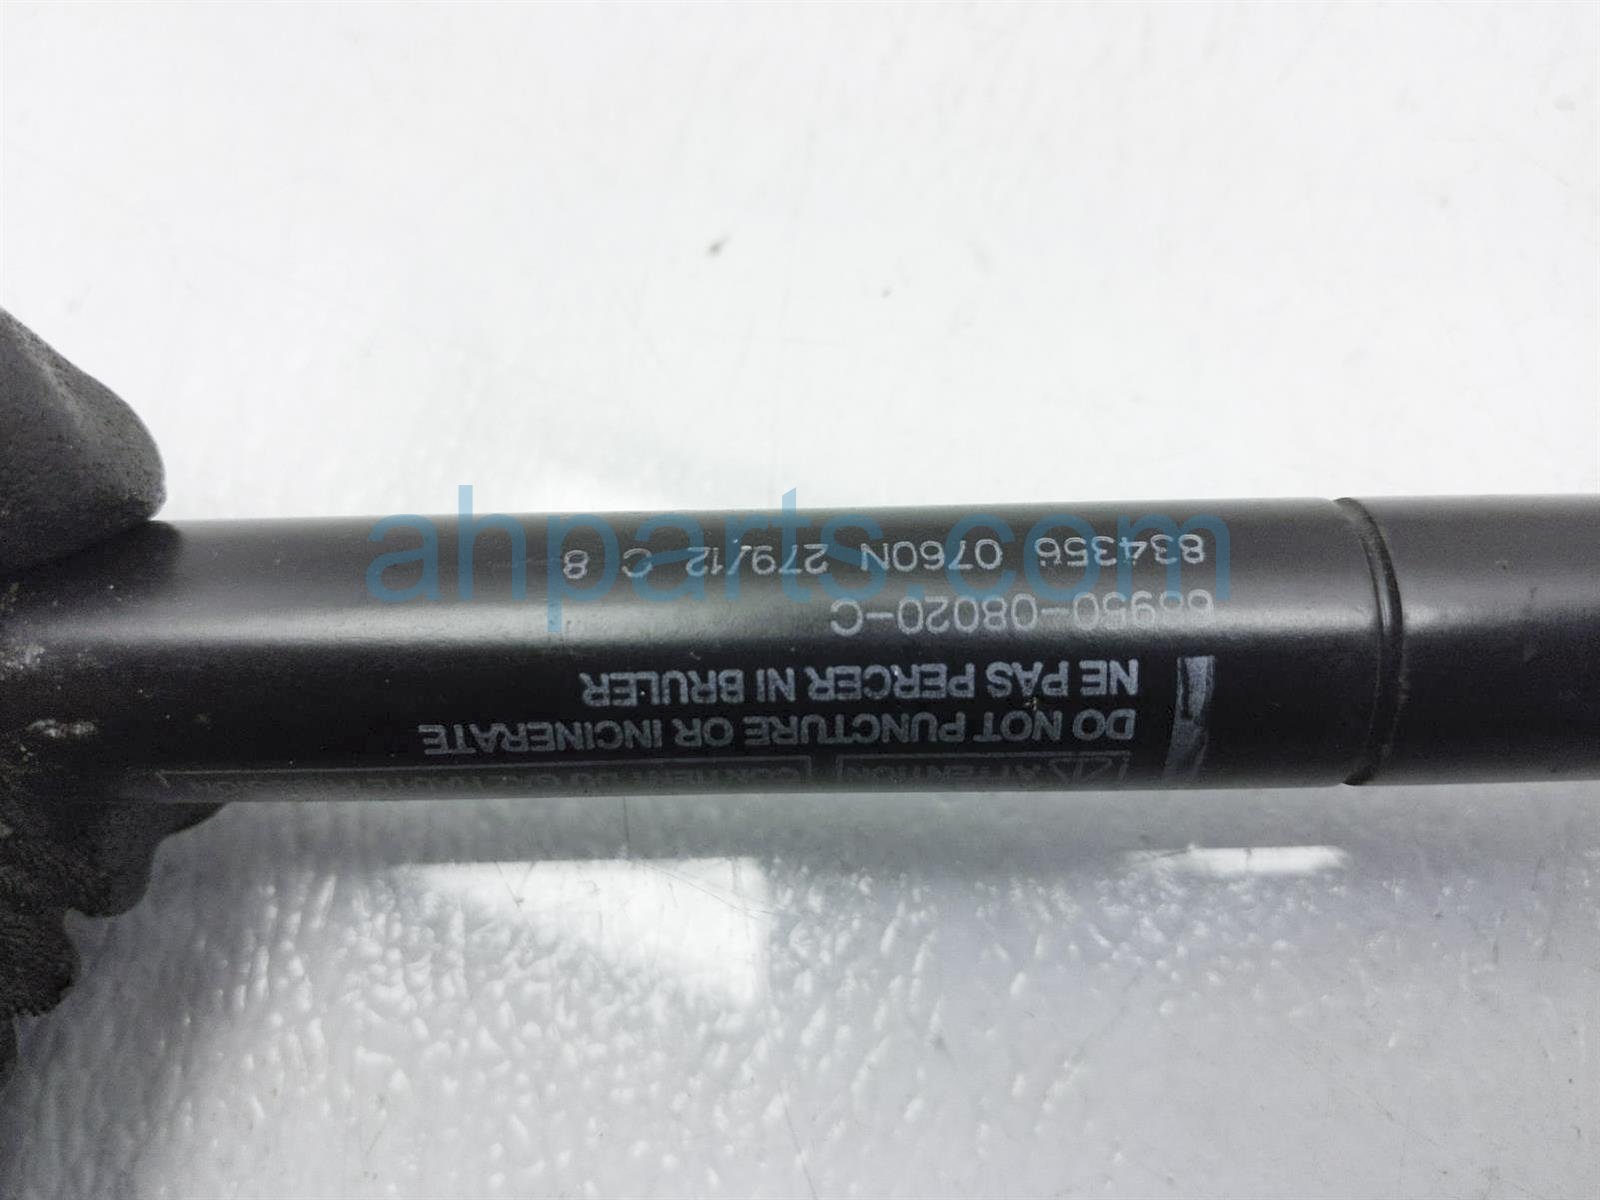 ATTENTION
DO NOT PUNCTURE OR INCINERATE
NE PAS PERCER NI BRULER
68950-08020-C
834356 0760N 279/12 C 8
ahparts.com